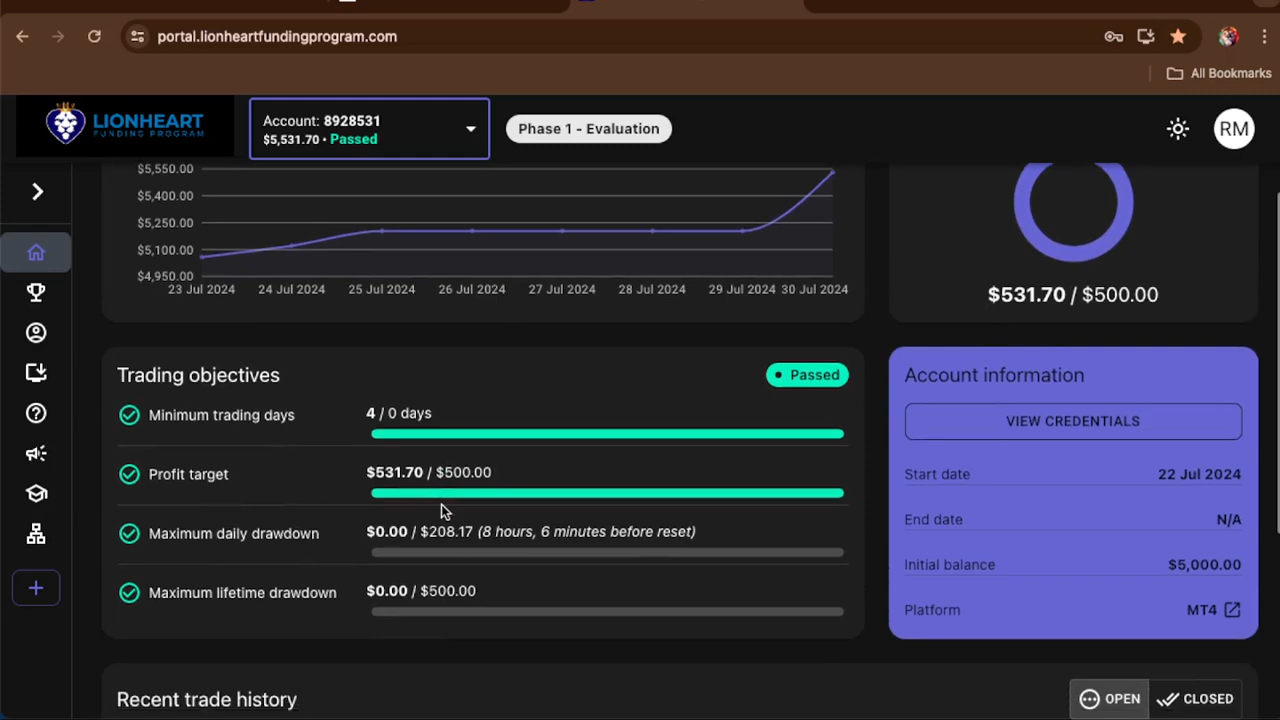 portal.lionheartfundingprogram.com
All Bookmarks
LIONHEART
FUNDING PROGRAM
Account: 8928531
$5,531.70 • Passed
Phase 1 - Evaluation
RM
$5,550.00
$5,400.00
$5,250.00
$5,100.00
$4,950.00
23 Jul 2024 24 Jul 2024 25 Jul 2024 26 Jul 2024 27 Jul 2024 28 Jul 2024 29 Jul 2024 30 Jul 2024
$531.70 / $500.00
Trading objectives
Passed
Minimum trading days 4 / 0 days
Profit target $531.70 / $500.00
Maximum daily drawdown $0.00 / $208.17 (8 hours, 6 minutes before reset)
Maximum lifetime drawdown $0.00 / $500.00
Account information
VIEW CREDENTIALS
Start date 22 Jul 2024
End date N/A
Initial balance $5,000.00
Platform MT4
Recent trade history
OPEN CLOSED